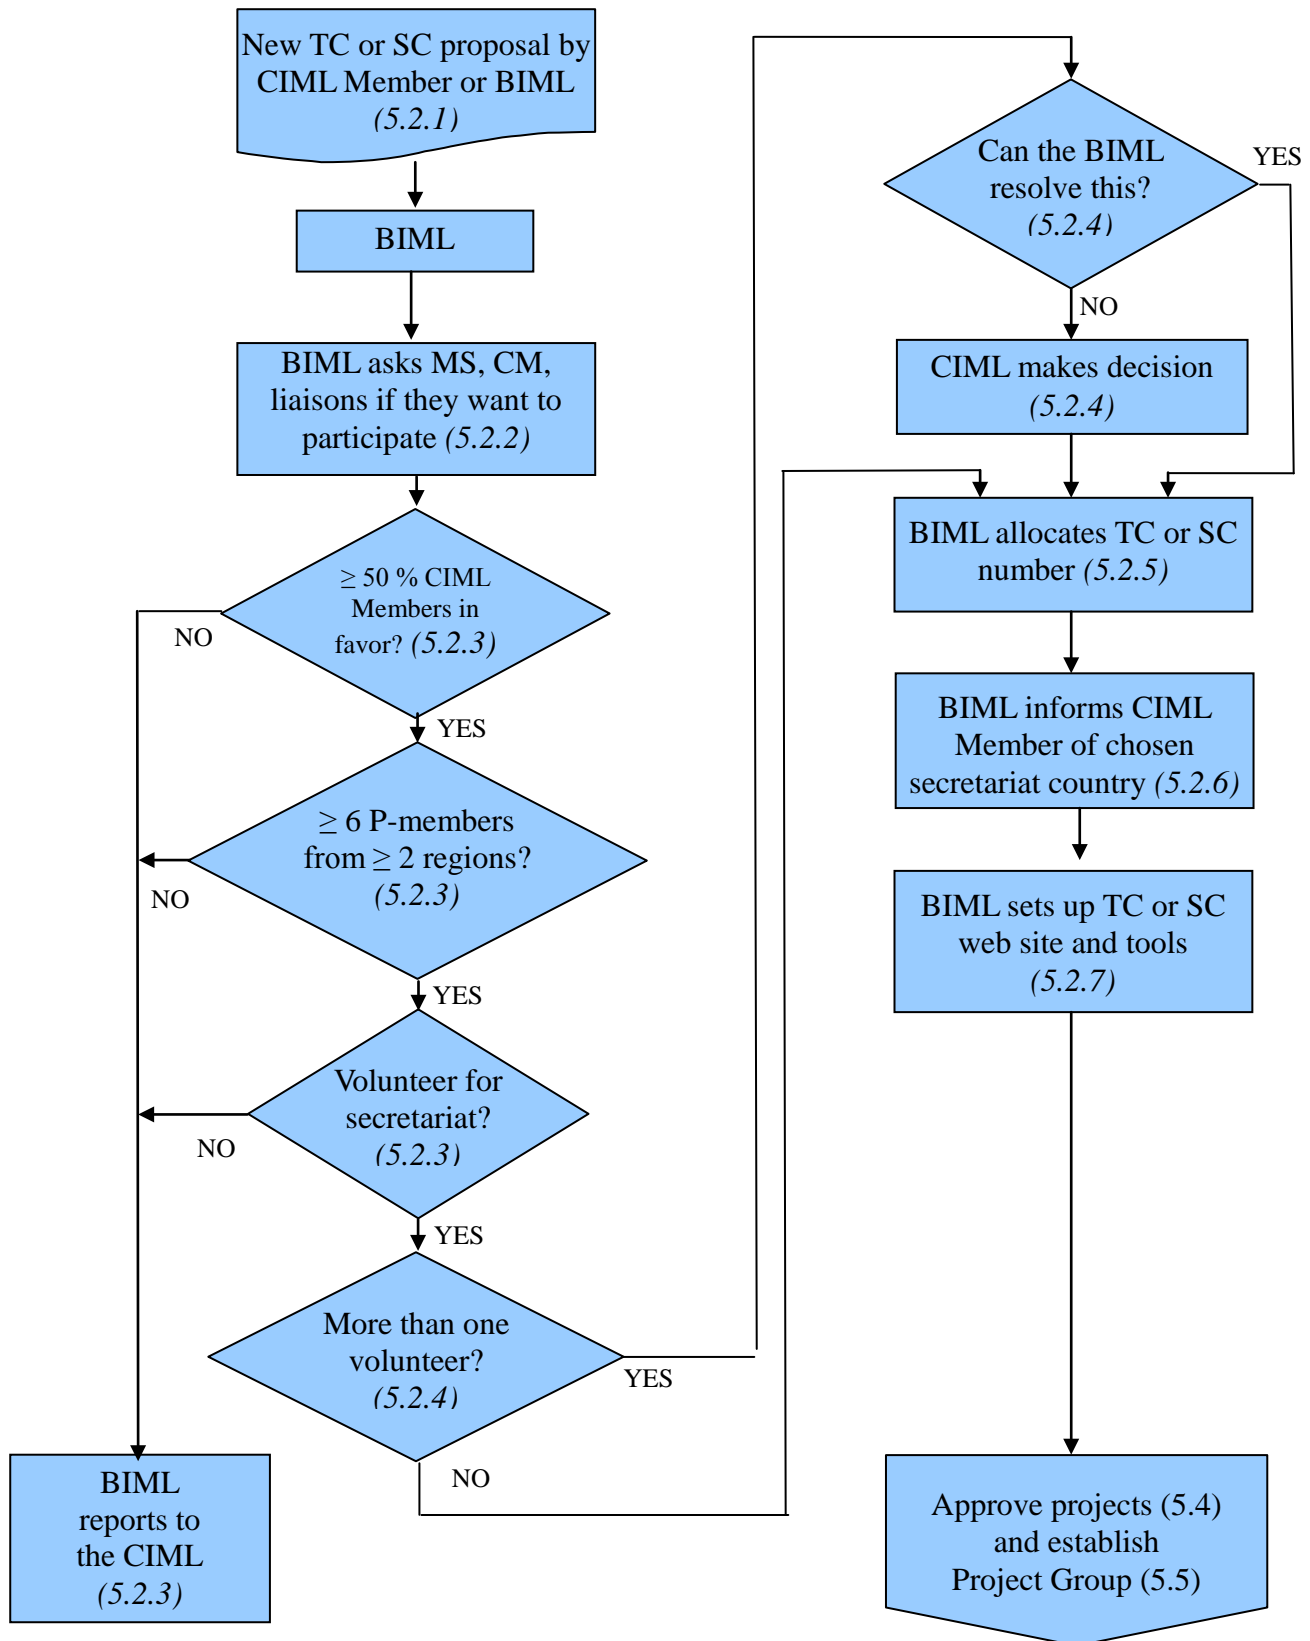 New TC or SC proposal by
CIML Member or BIML
(5.2.1)
BIML
BIML asks MS, CM,
liaisons if they want to
participate (5.2.2)
≥ 50 % CIML
Members in
favor? (5.2.3)
NO
YES
≥ 6 P-members
from ≥ 2 regions?
(5.2.3)
NO
YES
Volunteer for
secretariat?
(5.2.3)
NO
YES
More than one
volunteer?
(5.2.4)
YES
NO
BIML
reports to
the CIML
(5.2.3)
Can the BIML
resolve this?
(5.2.4)
YES
NO
CIML makes decision
(5.2.4)
BIML allocates TC or SC
number (5.2.5)
BIML informs CIML
Member of chosen
secretariat country (5.2.6)
BIML sets up TC or SC
web site and tools
(5.2.7)
Approve projects (5.4)
and establish
Project Group (5.5)